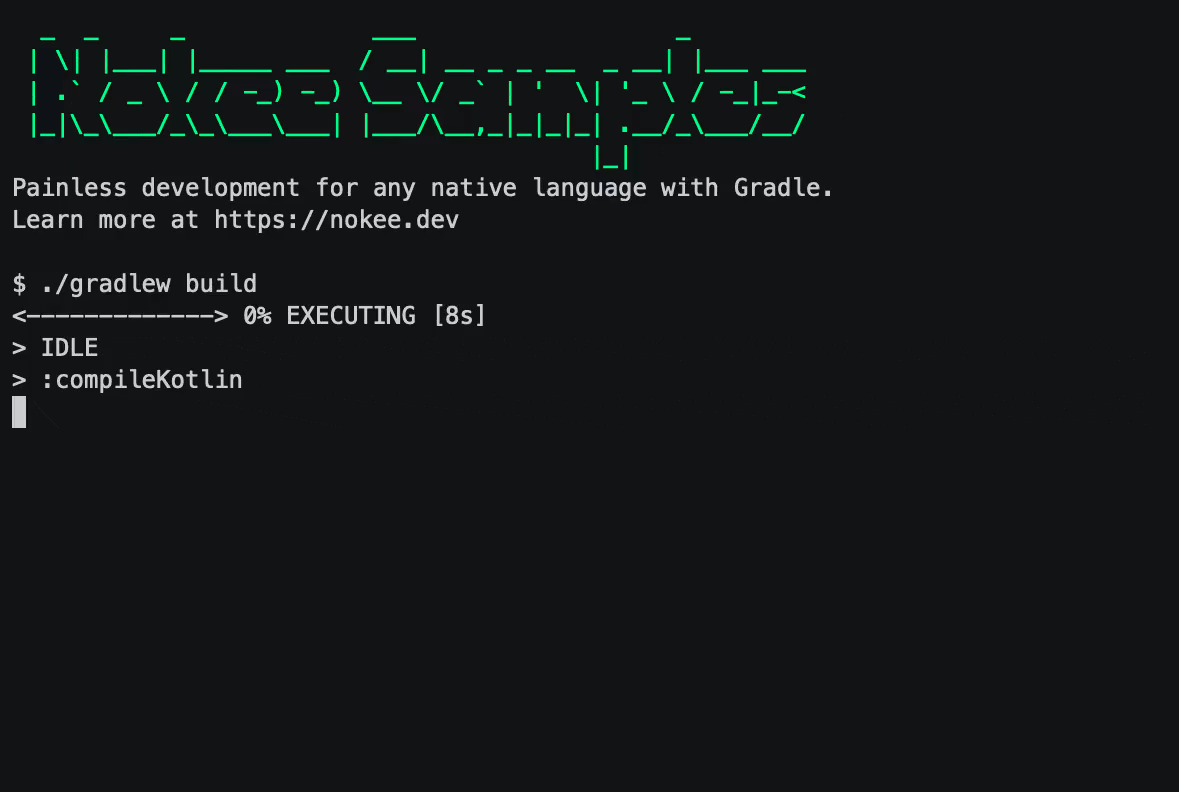 Nokee Samples
Painless development for any native language with Gradle.
Learn more at https://nokee.dev
$ ./gradlew build
<-------------> 0% EXECUTING [8s]
> IDLE
> :compileKotlin